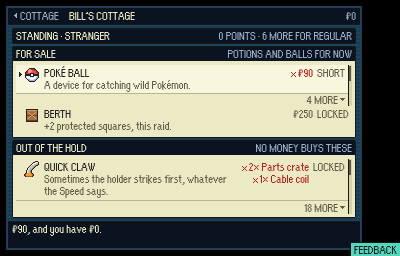 COTTAGE BILL'S COTTAGE ₽0
STANDING · STRANGER 0 POINTS · 6 MORE FOR REGULAR
FOR SALE POTIONS AND BALLS FOR NOW
POKÉ BALL ×₽90 SHORT
A device for catching wild Pokémon.
4 MORE
BERTH ₽250 LOCKED
+2 protected squares, this raid.
OUT OF THE HOLD NO MONEY BUYS THESE
QUICK CLAW ×2× Parts crate LOCKED
Sometimes the holder strikes first, whatever ×1× Cable coil
the Speed says.
18 MORE
₽90, and you have ₽0.
FEEDBACK